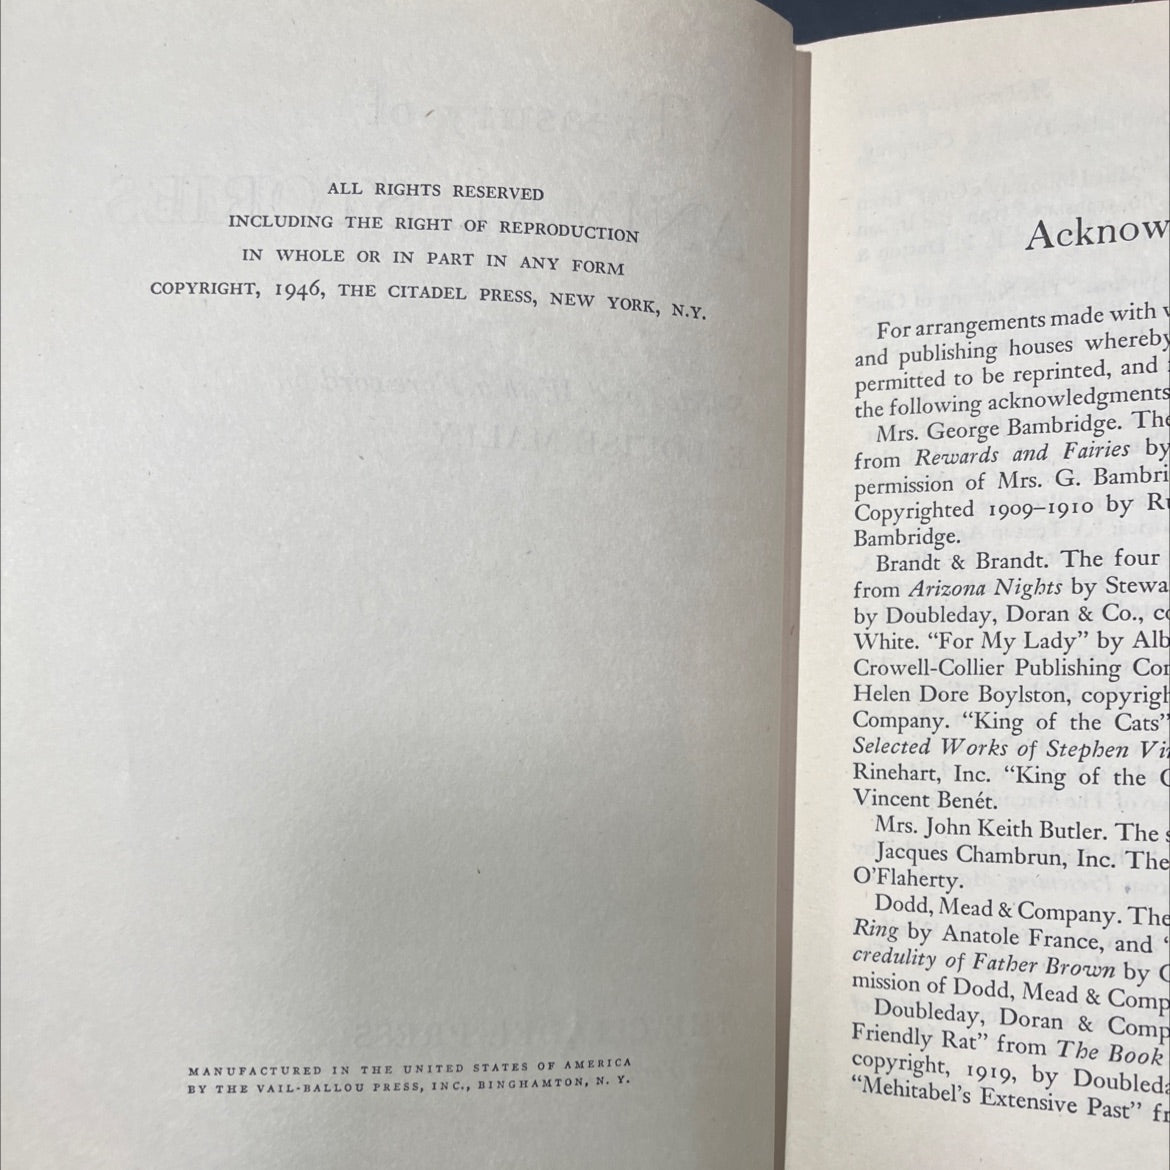 ALL RIGHTS RESERVED
INCLUDING THE RIGHT OF REPRODUCTION
IN WHOLE OR IN PART IN ANY FORM
COPYRIGHT, 1946, THE CITADEL PRESS, NEW YORK, N.Y.
MANUFACTURED IN THE UNITED STATES OF AMERICA
BY THE VAIL-BALLOU PRESS, INC., BINGHAMTON, N. Y.
Acknow
For arrangements made with v
and publishing houses whereby
permitted to be reprinted, and
the following acknowledgments
Mrs. George Bambridge. The
from Rewards and Fairies by
permission of Mrs. G. Bambri
Copyrighted 1909–1910 by Ru
Bambridge.
Brandt & Brandt. The four
from Arizona Nights by Stewa
by Doubleday, Doran & Co., co
White. “For My Lady” by Alb
Crowell-Collier Publishing Com
Helen Dore Boylston, copyrigh
Company. “King of the Cats”
Selected Works of Stephen Vi
Rinehart, Inc. “King of the C
Vincent Benét.
Mrs. John Keith Butler. The s
Jacques Chambrun, Inc. The
O’Flaherty.
Dodd, Mead & Company. The
Ring by Anatole France, and “
credulity of Father Brown by G
mission of Dodd, Mead & Comp
Doubleday, Doran & Comp
Friendly Rat” from The Book
copyright, 1919, by Doubleda
“Mehitabel’s Extensive Past” fr